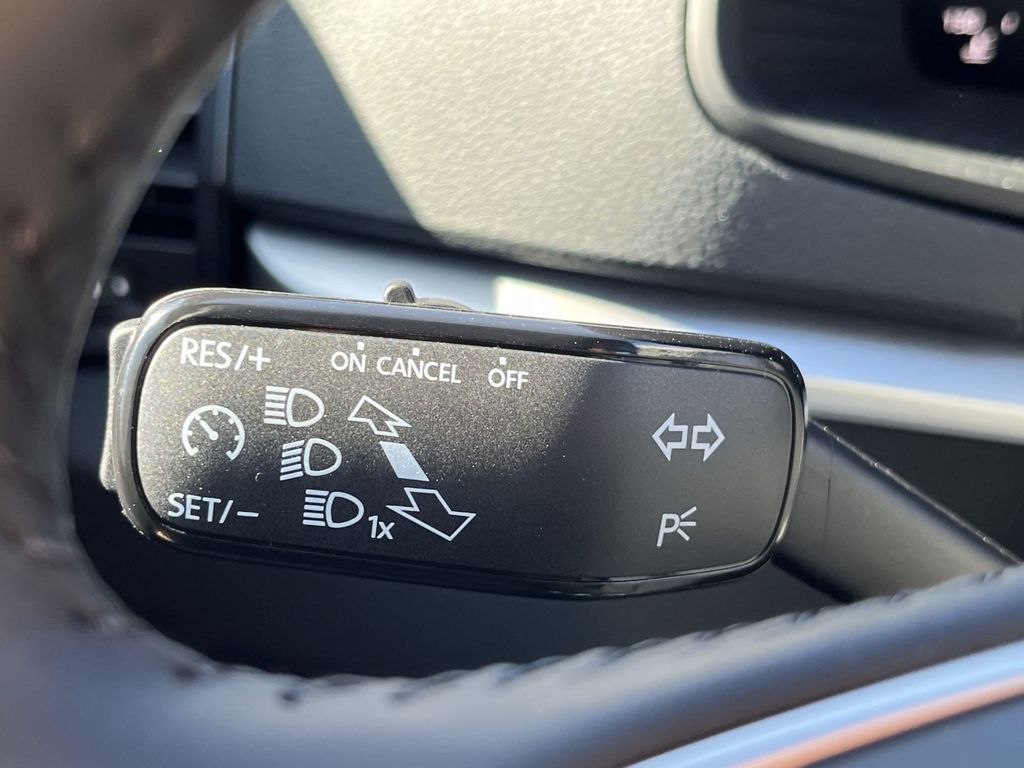 RES/+
ON CANCEL OFF
SET/−
1x
P